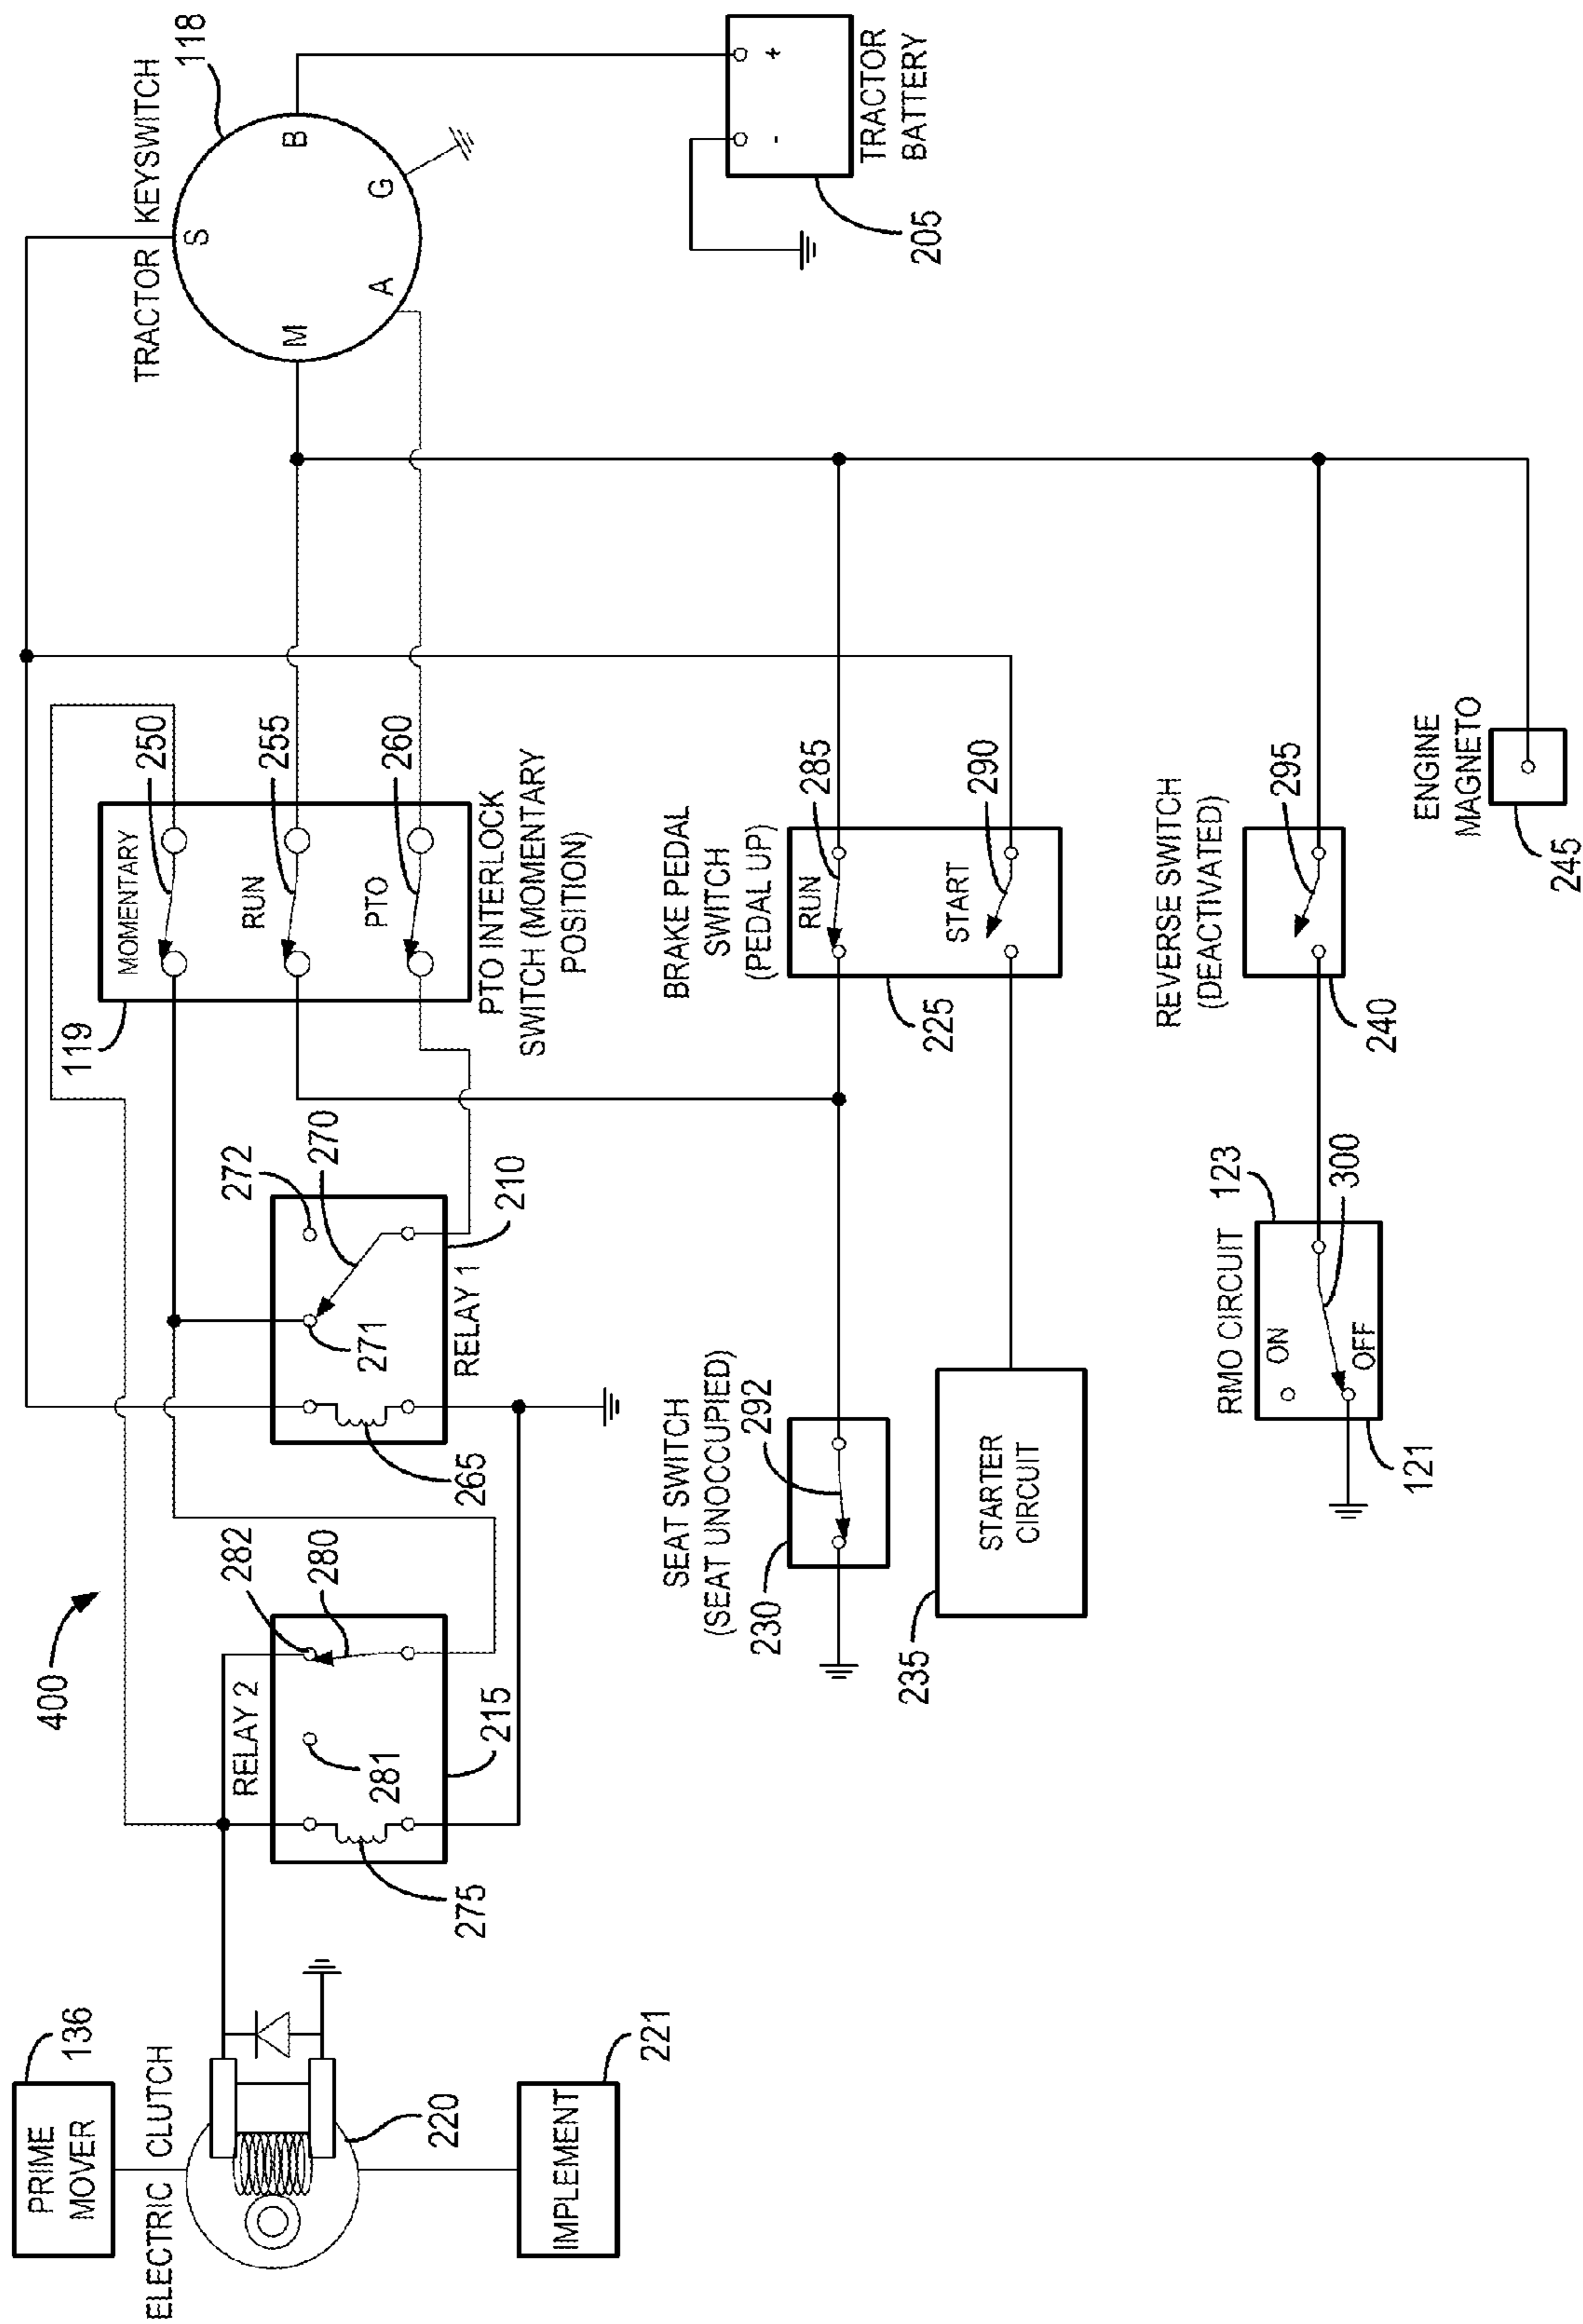 400
PRIME
MOVER
136
ELECTRIC CLUTCH
220
IMPLEMENT
221
RELAY 2
282
280
281
215
275
272
270
271
210
RELAY 1
265
119
MOMENTARY
250
RUN
255
PTO
260
PTO INTERLOCK
SWITCH (MOMENTARY
POSITION)
TRACTOR KEYSWITCH
118
S
M
B
A
G
+
-
TRACTOR
BATTERY
205
SEAT SWITCH
(SEAT UNOCCUPIED)
230
292
BRAKE PEDAL
SWITCH
(PEDAL UP)
RUN
285
START
290
225
STARTER
CIRCUIT
235
RMO CIRCUIT
123
ON
OFF
300
121
REVERSE SWITCH
(DEACTIVATED)
295
240
ENGINE
MAGNETO
245